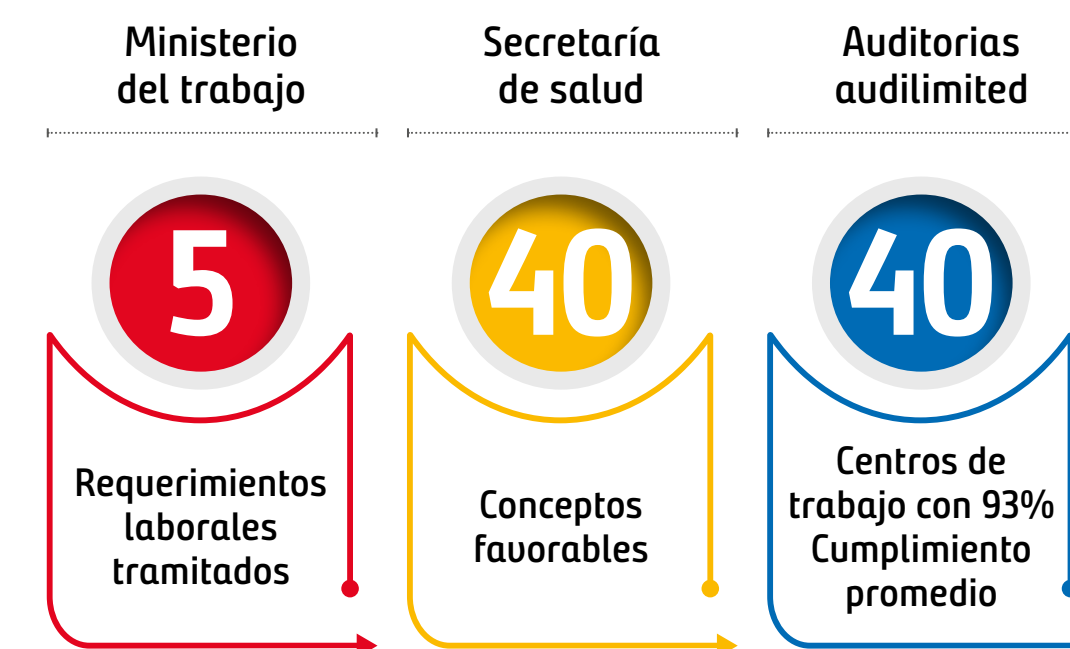 Ministerio
del trabajo
5
Requerimientos
laborales
tramitados
Secretaría
de salud
40
Conceptos
favorables
Auditorias
audilimited
40
Centros de
trabajo con 93%
Cumplimiento
promedio